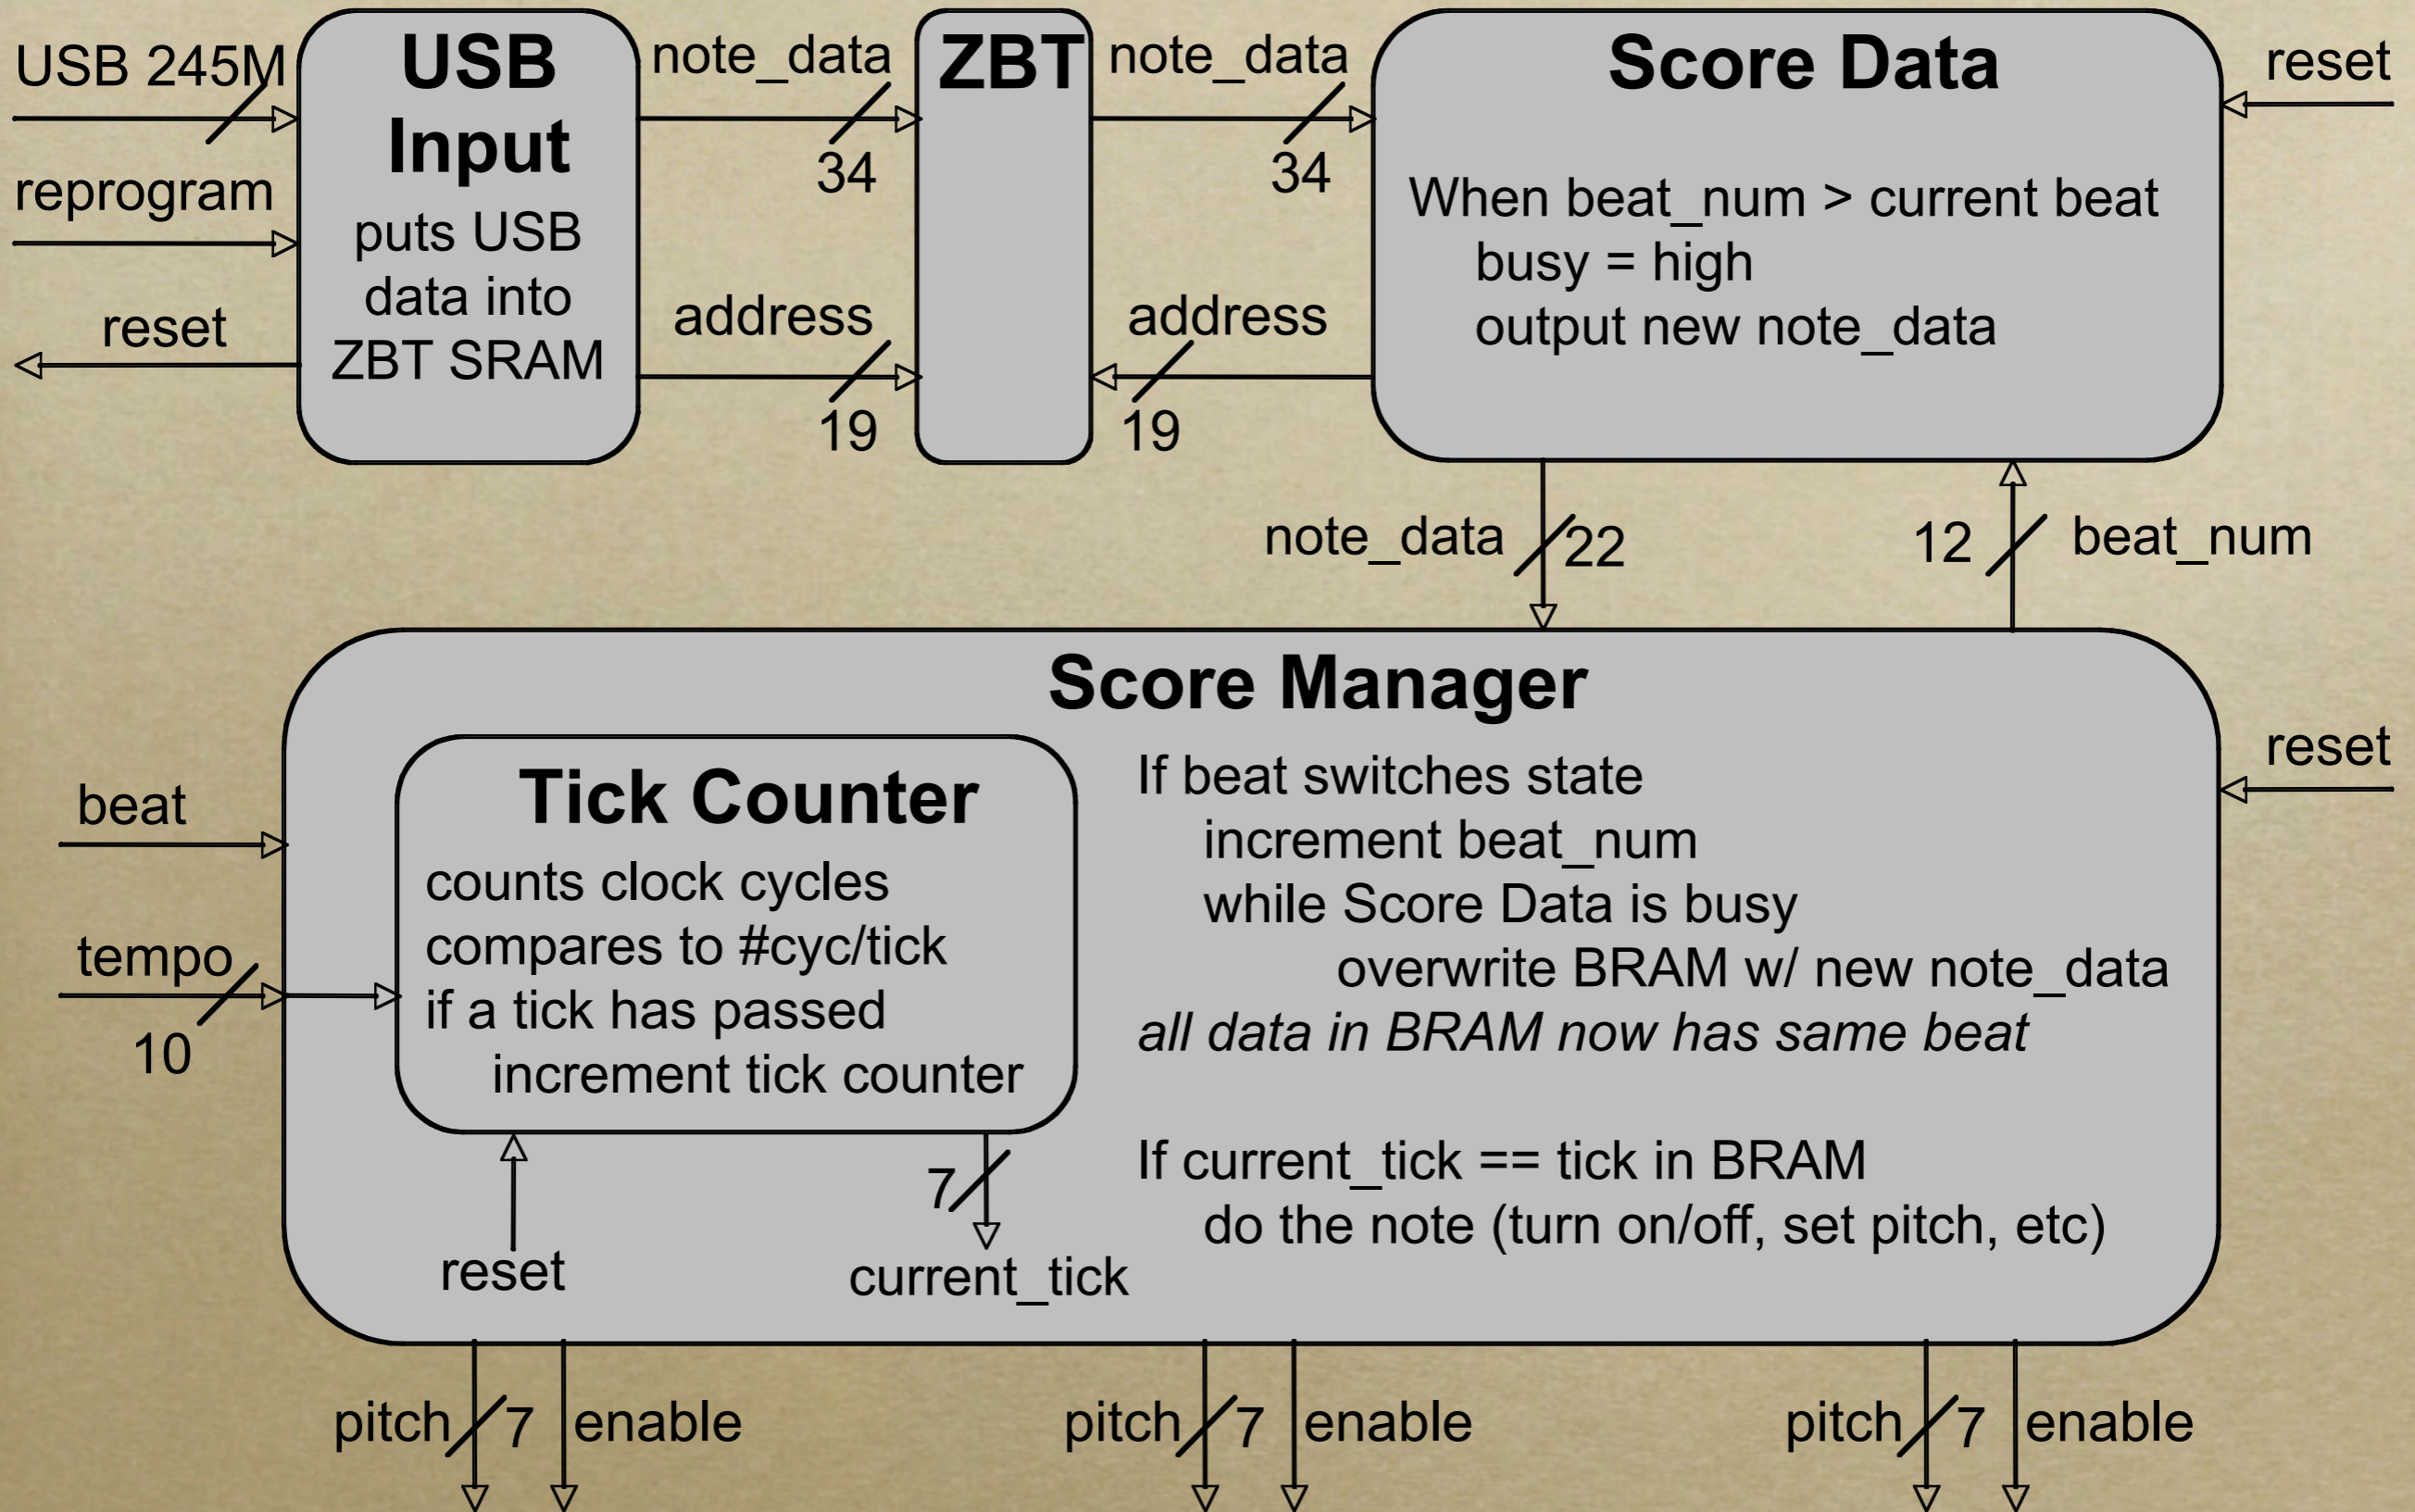 USB 245M
reprogram
reset
USB
Input
puts USB
data into
ZBT SRAM
note_data
34
address
19
ZBT
note_data
34
address
19
Score Data
When beat_num > current beat
busy = high
output new note_data
reset
note_data
22
12
beat_num
Score Manager
beat
tempo
10
Tick Counter
counts clock cycles
compares to #cyc/tick
if a tick has passed
increment tick counter
reset
7
current_tick
If beat switches state
increment beat_num
while Score Data is busy
overwrite BRAM w/ new note_data
all data in BRAM now has same beat
If current_tick == tick in BRAM
do the note (turn on/off, set pitch, etc)
reset
pitch
7
enable
pitch
7
enable
pitch
7
enable